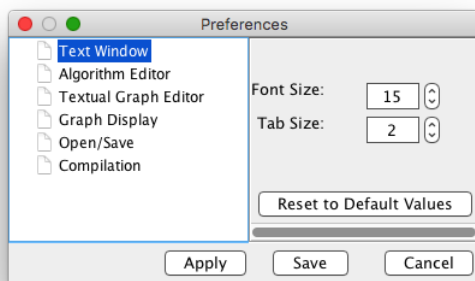 Preferences
Text Window
Algorithm Editor
Textual Graph Editor
Graph Display
Open/Save
Compilation
Font Size: 15
Tab Size: 2
Reset to Default Values
Apply Save Cancel